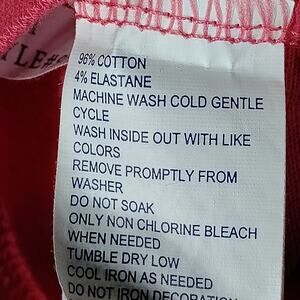 96% COTTON
4% ELASTANE
MACHINE WASH COLD GENTLE
CYCLE
WASH INSIDE OUT WITH LIKE
COLORS
REMOVE PROMPTLY FROM
WASHER
DO NOT SOAK
ONLY NON CHLORINE BLEACH
WHEN NEEDED
TUMBLE DRY LOW
COOL IRON AS NEEDED
DO NOT IRON DECORATION